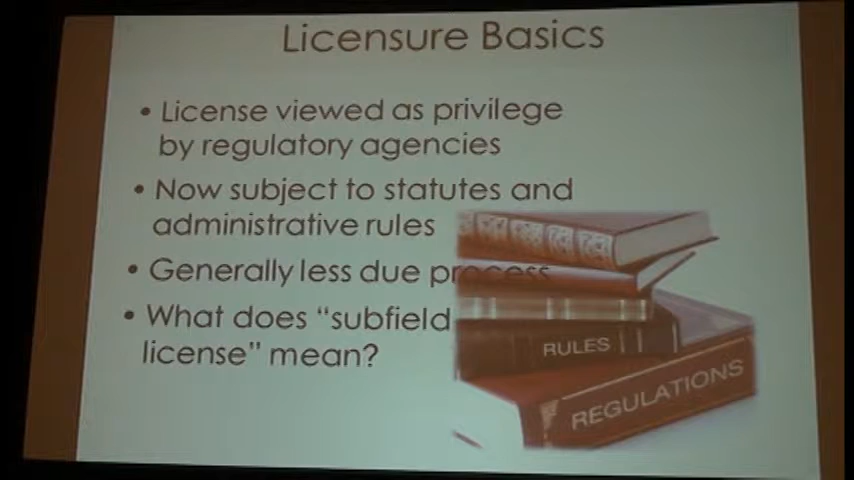 Licensure Basics
• License viewed as privilege
by regulatory agencies
• Now subject to statutes and
administrative rules
• Generally less due process
• What does “subfield
license” mean?
RULES
REGULATIONS